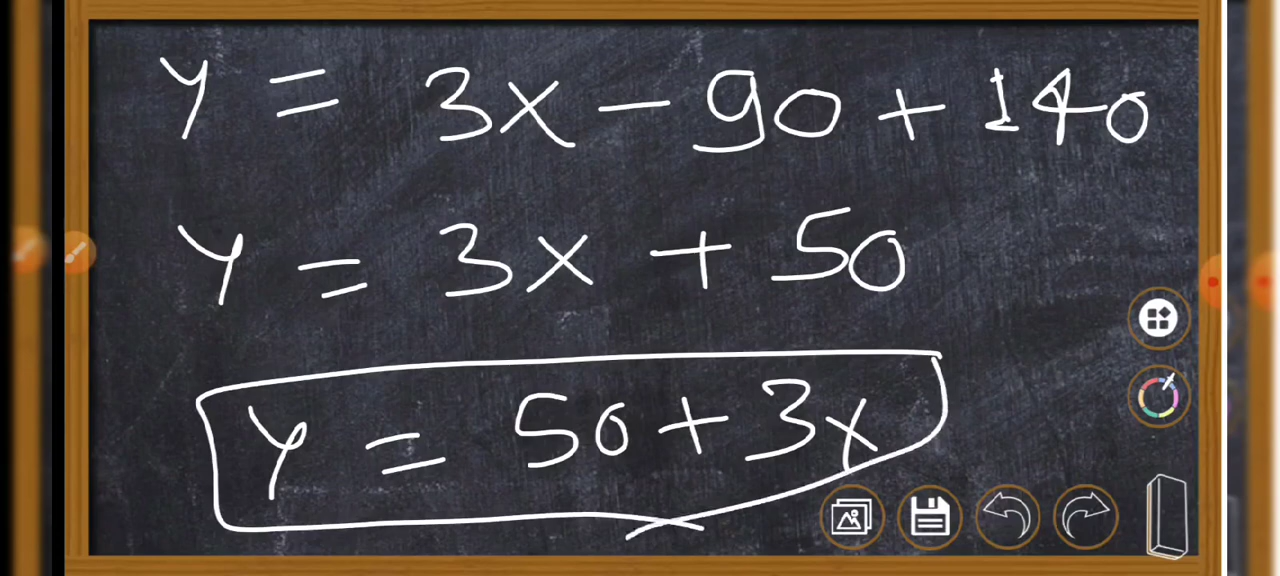 y = 3x - 90 + 140
y = 3x + 50
y = 50 + 3x